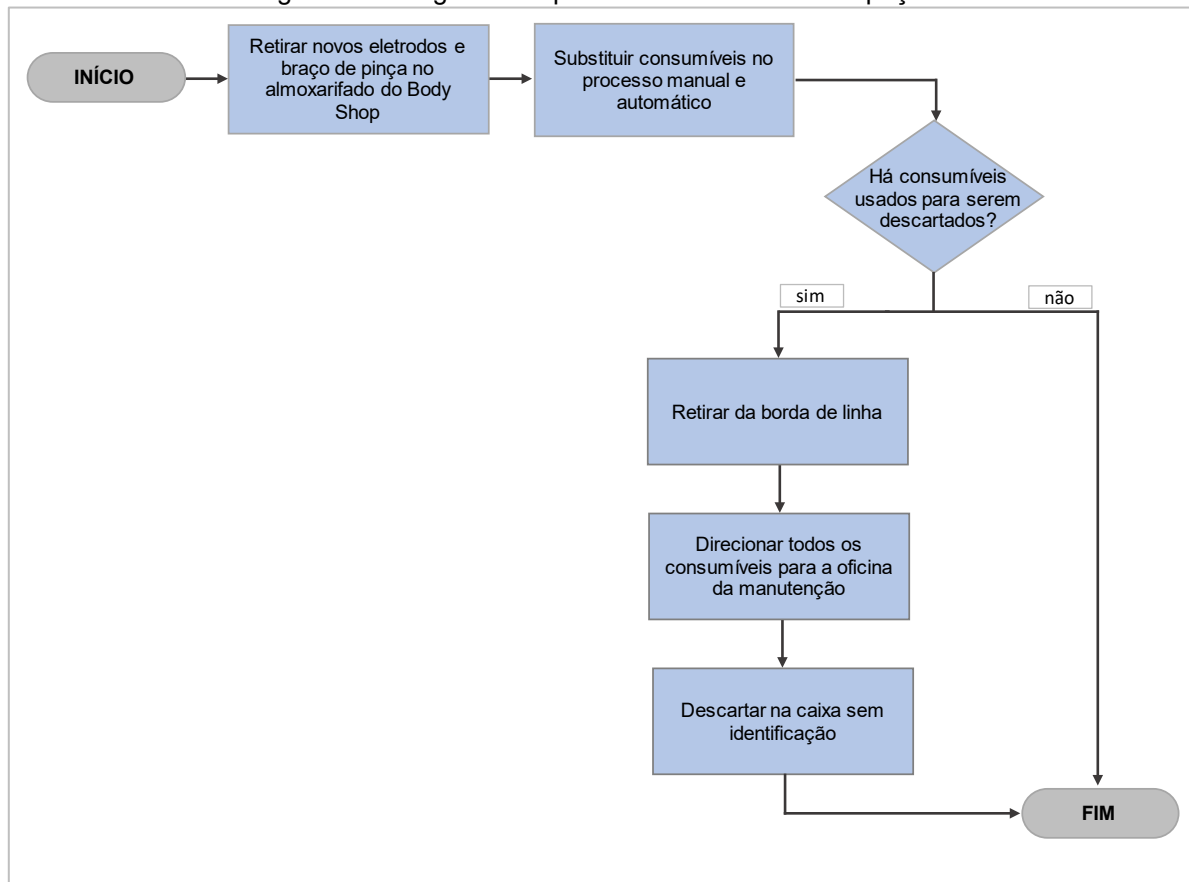 INÍCIO
Retirar novos eletrodos e
braço de pinça no
almoxarifado do Body
Shop
Substituir consumíveis no
processo manual e
automático
Há consumíveis
usados para serem
descartados?
sim
não
Retirar da borda de linha
Direcionar todos os
consumíveis para a oficina
da manutenção
Descartar na caixa sem
identificação
FIM